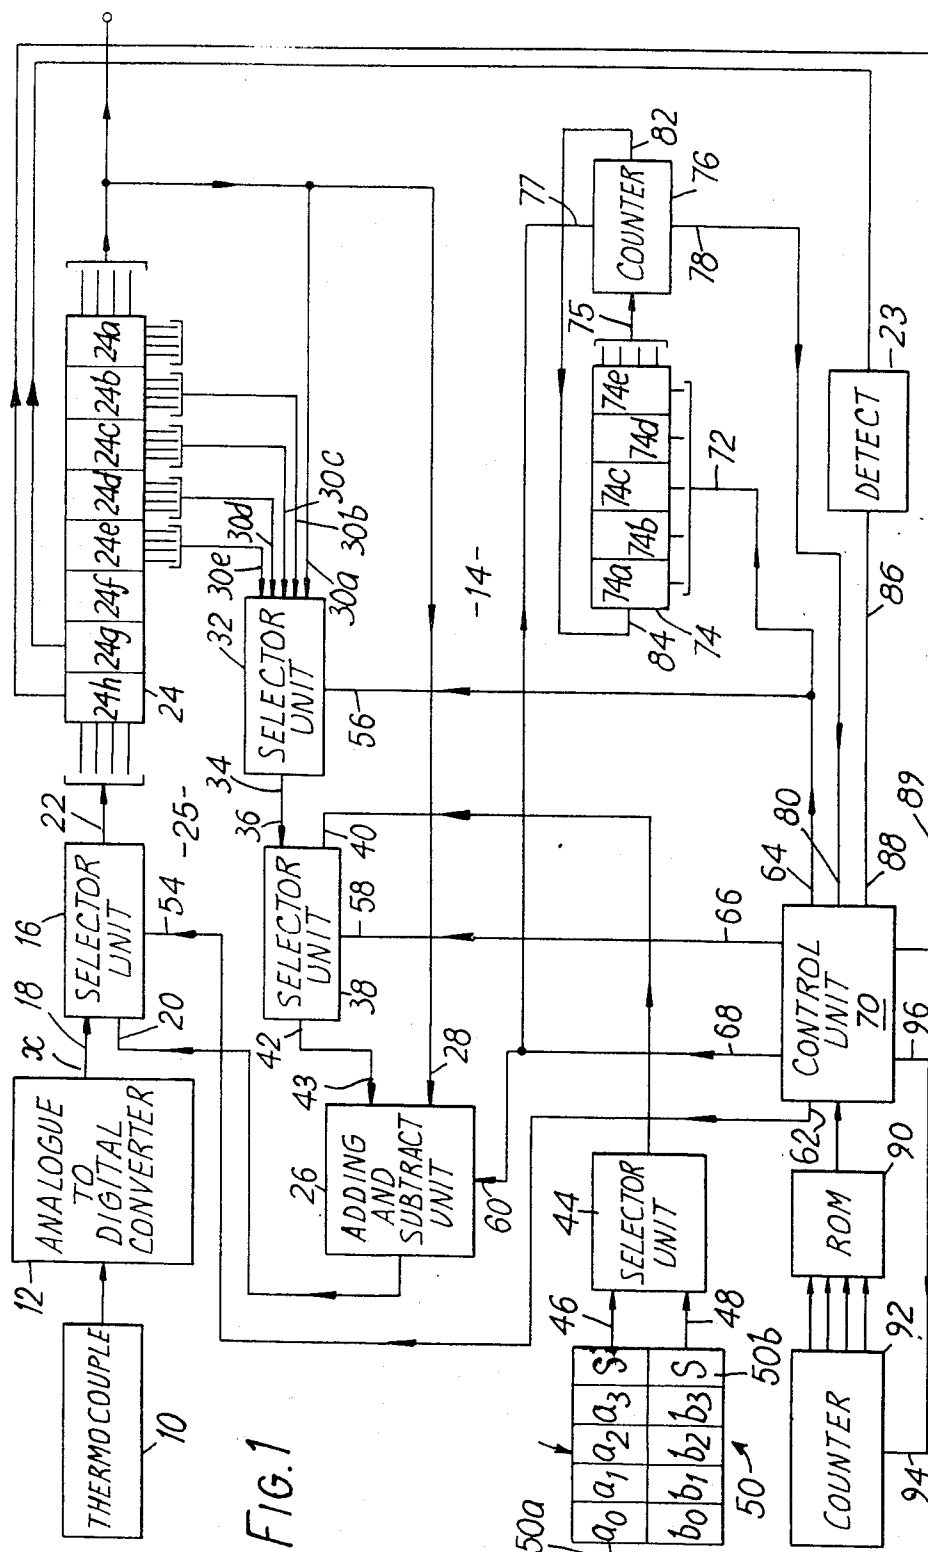 FIG.1
THERMOCOUPLE
10
12
ANALOGUE
TO
DIGITAL
CONVERTER
x
18
16
SELECTOR
UNIT
20
54
22
-25-
24h
24g
24f
24e
24d
24c
24b
24a
24
30e
30d
30c
30b
30a
32
SELECTOR
UNIT
34
56
36
SELECTOR
UNIT
38
40
58
42
43
28
26
ADDING
AND
SUBTRACT
UNIT
60
-14-
44
SELECTOR
UNIT
46
48
50a
a0
a1
a2
a3
S
b0
b1
b2
b3
S
50b
50
62
68
66
64
80
88
89
CONTROL
UNIT
70
96
90
ROM
92
COUNTER
94
72
74
84
74a
74b
74c
74d
74e
75
77
COUNTER
76
78
82
86
DETECT
23